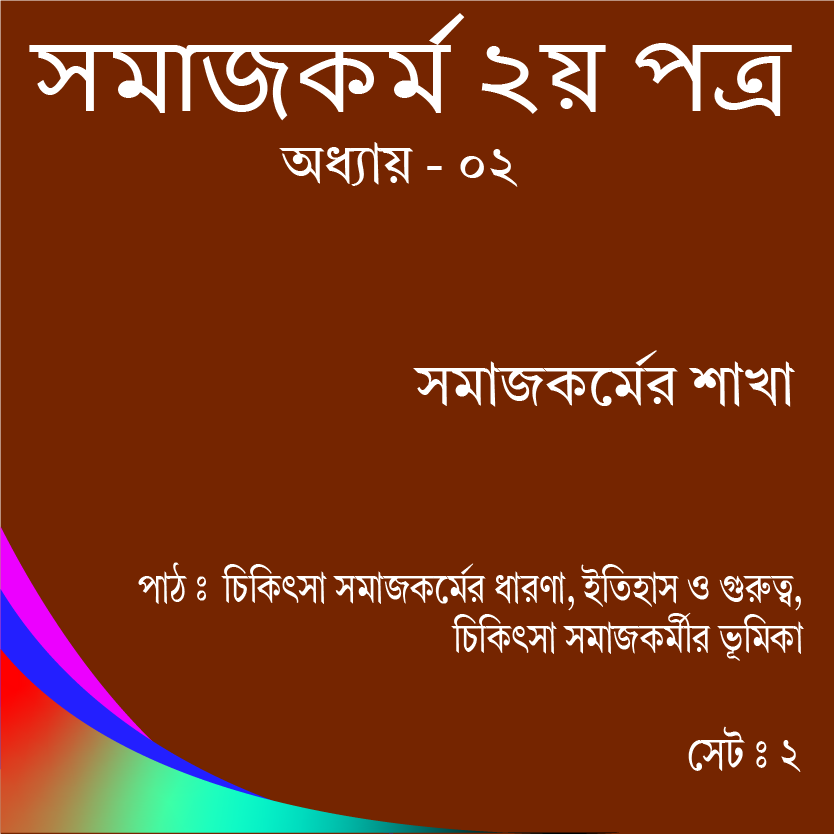 সমাজকর্ম ২য় পত্র
অধ্যায় - ০২
সমাজকর্মের শাখা
পাঠ ঃ চিকিৎসা সমাজকর্মের ধারণা, ইতিহাস ও গুরুত্ব,
চিকিৎসা সমাজকর্মীর ভূমিকা
সেট ঃ ২